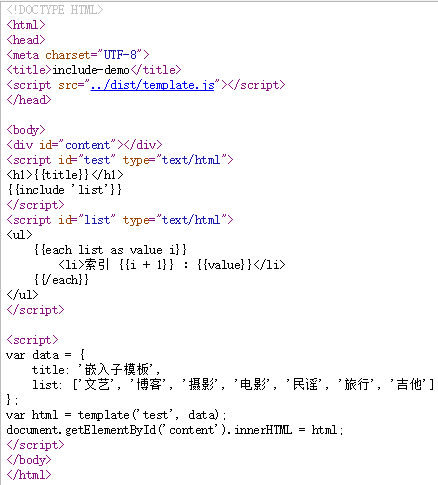 <!DOCTYPE HTML>
<html>
<head>
<meta charset="UTF-8">
<title>include-demo</title>
<script src="../dist/template.js"></script>
</head>
<body>
<div id="content"></div>
<script id="test" type="text/html">
<h1>{{title}}</h1>
{{include 'list'}}
</script>
<script id="list" type="text/html">
<ul>
    {{each list as value i}}
        <li>索引 {{i + 1}} : {{value}}</li>
    {{/each}}
</ul>
</script>
<script>
var data = {
    title: '嵌入子模板',
    list: ['文艺', '博客', '摄影', '电影', '民谣', '旅行', '吉他']
};
var html = template('test', data);
document.getElementById('content').innerHTML = html;
</script>
</body>
</html>